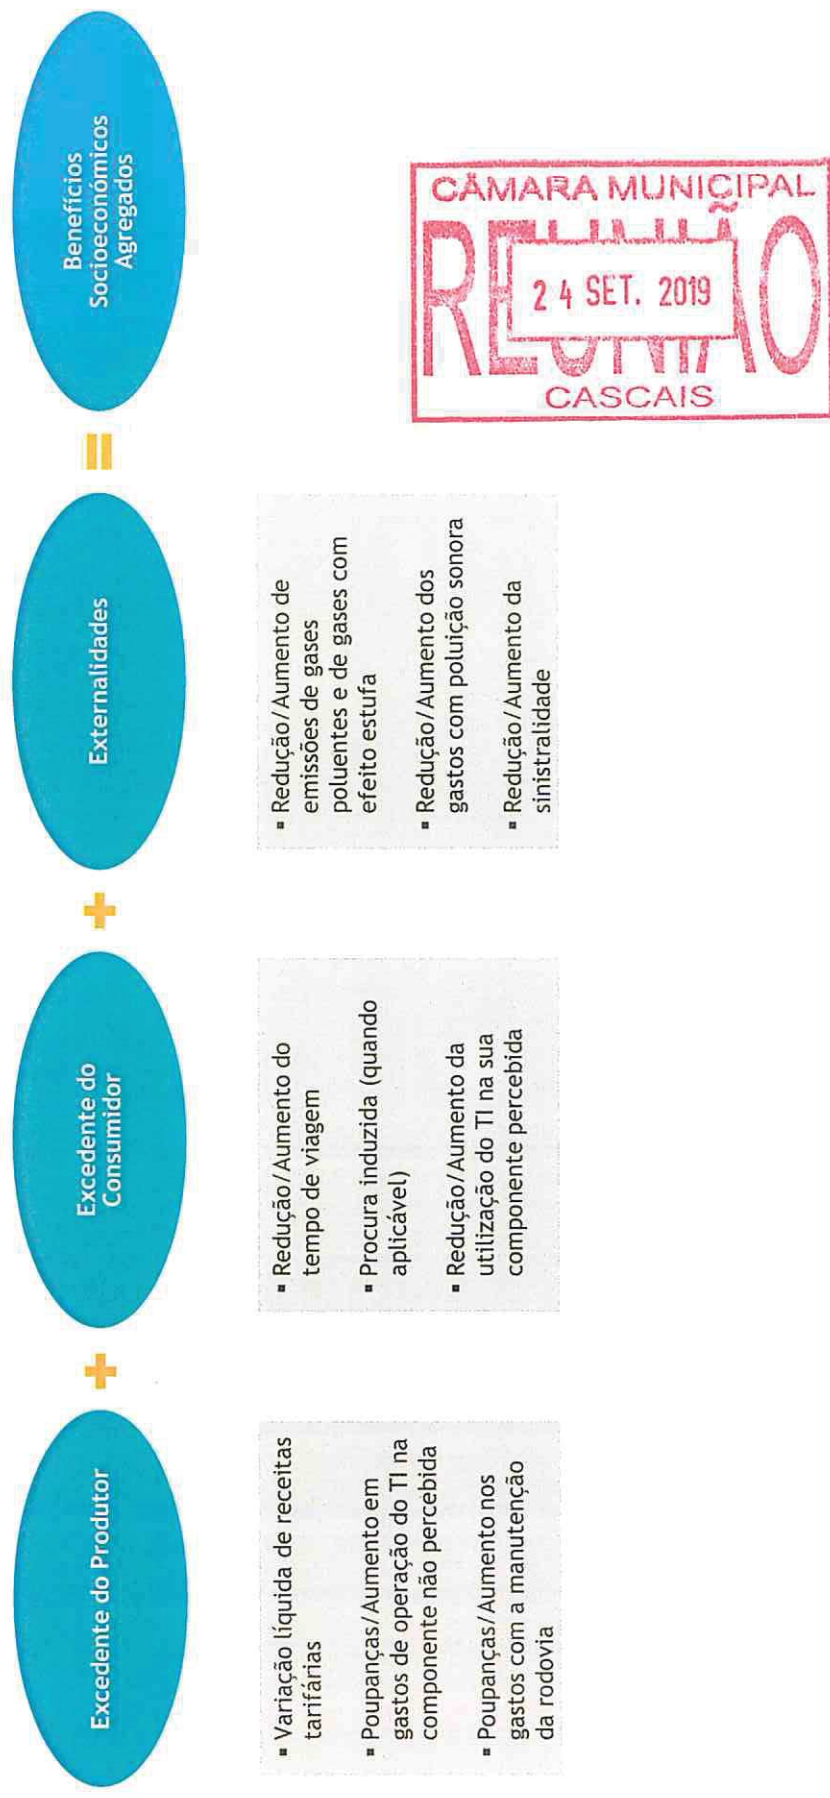 Excedente do Produtor
+
Excedente do
Consumidor
+
Externalidades
=
Benefícios
Socioeconómicos
Agregados
▪ Variação líquida de receitas
tarifárias
▪ Poupanças/Aumento em
gastos de operação do TI na
componente não percebida
▪ Poupanças/Aumento nos
gastos com a manutenção
da rodovia
▪ Redução/Aumento do
tempo de viagem
▪ Procura induzida (quando
aplicável)
▪ Redução/Aumento da
utilização do TI na sua
componente percebida
▪ Redução/Aumento de
emissões de gases
poluentes e de gases com
efeito estufa
▪ Redução/Aumento dos
gastos com poluição sonora
▪ Redução/Aumento da
sinistralidade
CÂMARA MUNICIPAL
REUNIÃO
24 SET. 2019
CASCAIS